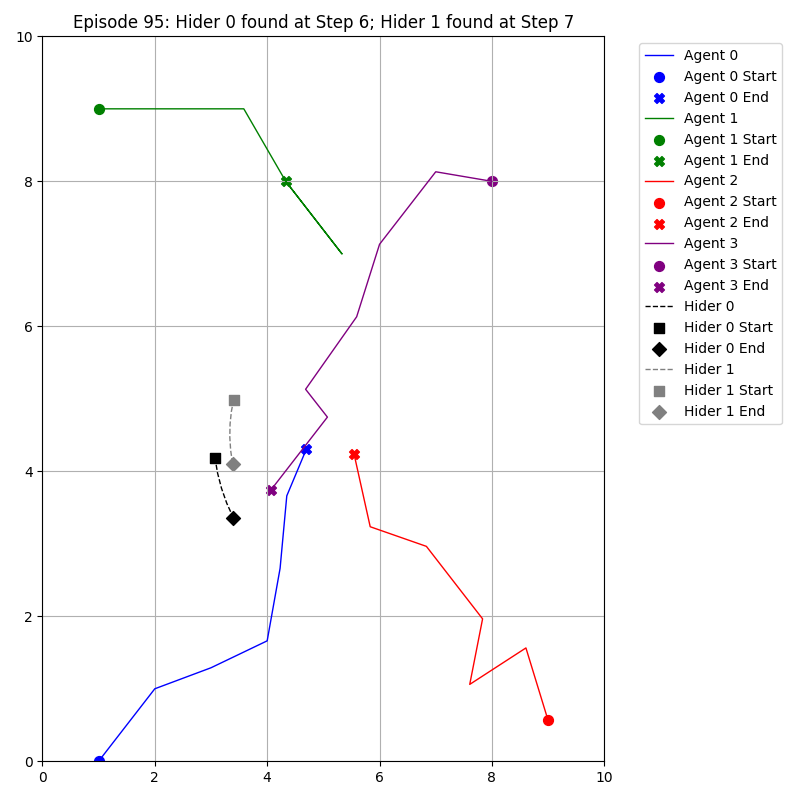 Episode 95: Hider 0 found at Step 6; Hider 1 found at Step 7
10
8
6
4
2
0
0 2 4 6 8 10
Agent 0
Agent 0 Start
Agent 0 End
Agent 1
Agent 1 Start
Agent 1 End
Agent 2
Agent 2 Start
Agent 2 End
Agent 3
Agent 3 Start
Agent 3 End
Hider 0
Hider 0 Start
Hider 0 End
Hider 1
Hider 1 Start
Hider 1 End